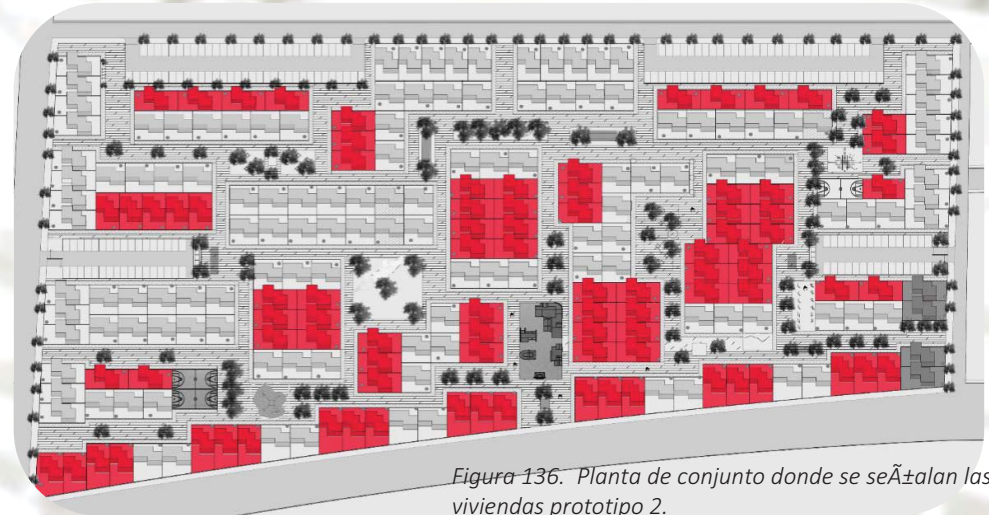 Figura 136.  Planta de conjunto donde se seÃ±alan las
viviendas prototipo 2.